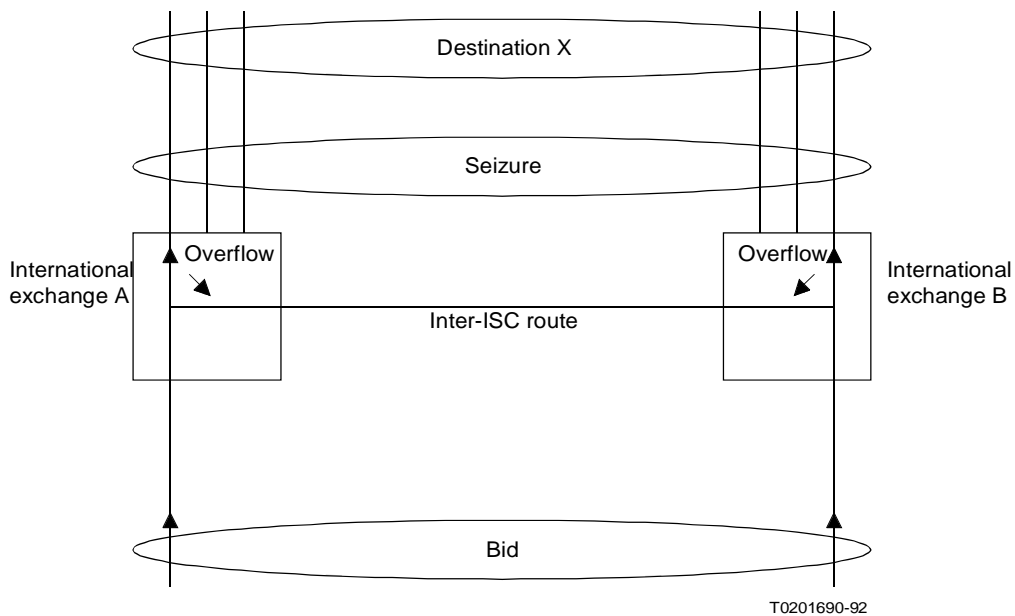 Destination X
Seizure
Overflow
Overflow
International
exchange A
International
exchange B
Inter-ISC route
Bid
T0201690-92